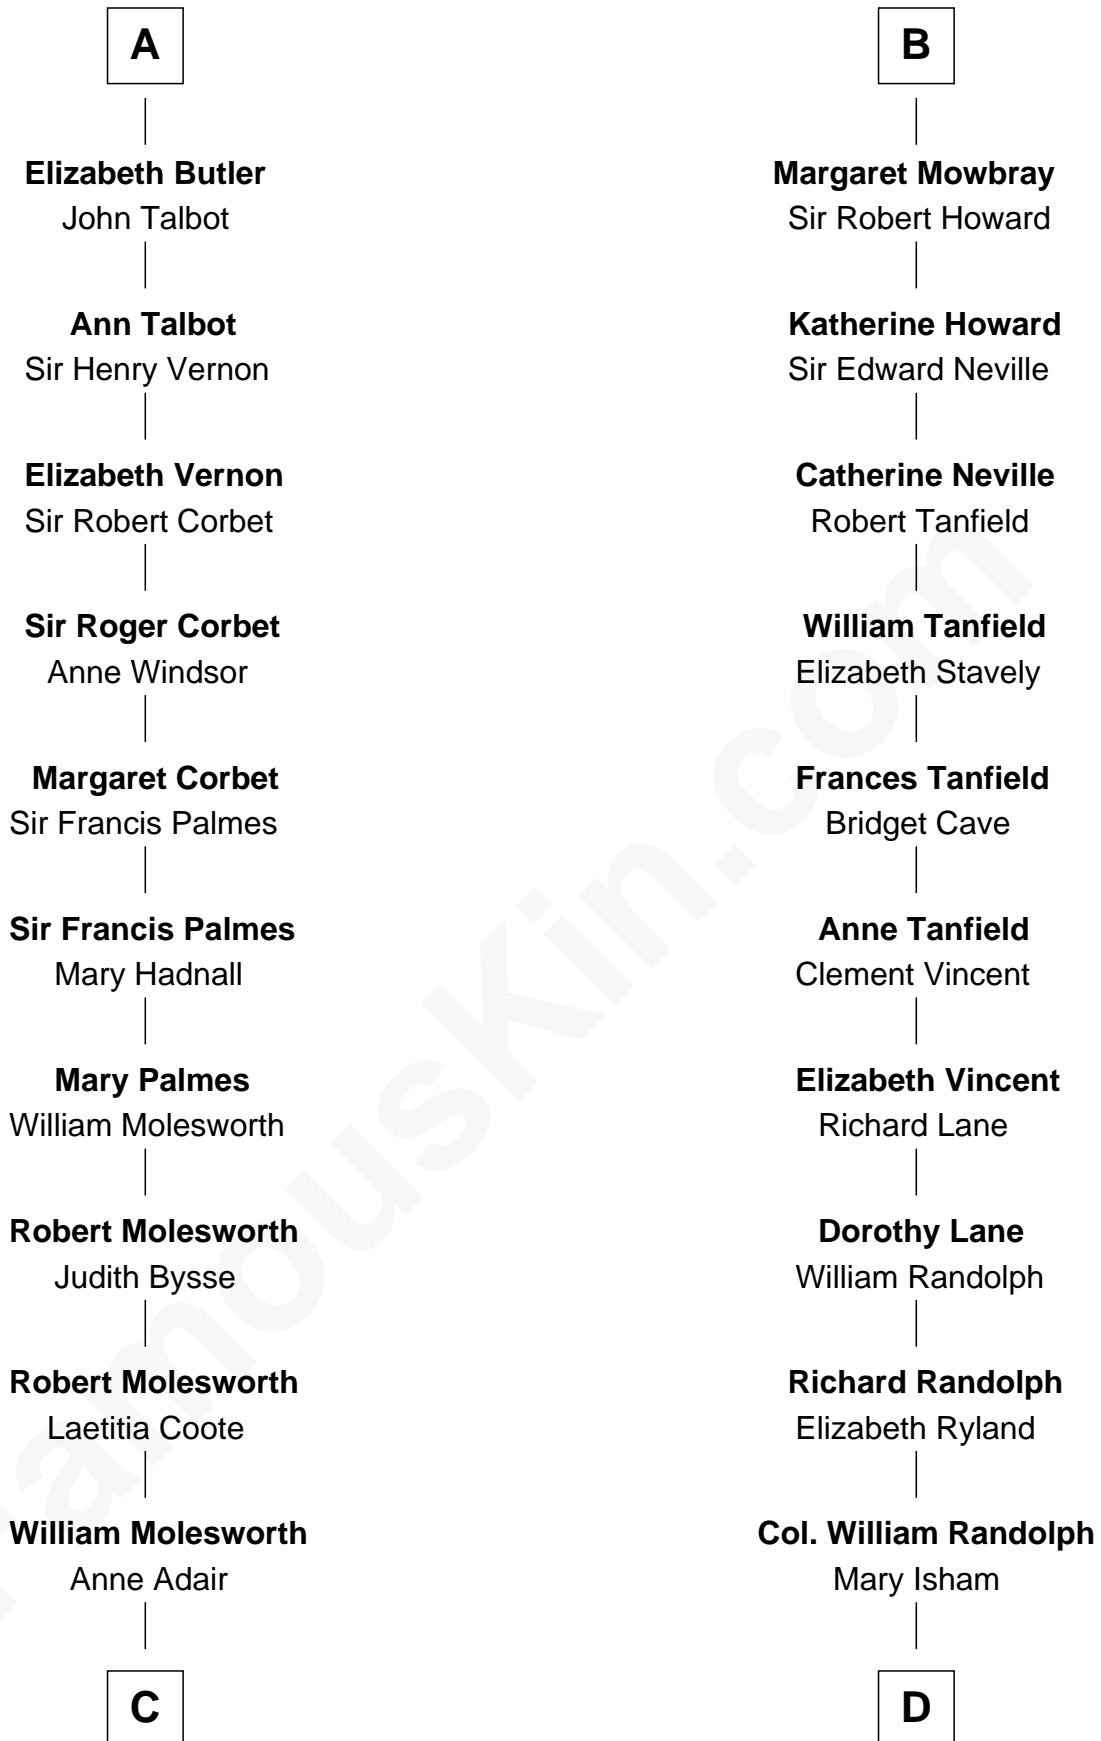 A
Elizabeth Butler
John Talbot
Ann Talbot
Sir Henry Vernon
Elizabeth Vernon
Sir Robert Corbet
Sir Roger Corbet
Anne Windsor
Margaret Corbet
Sir Francis Palmes
Sir Francis Palmes
Mary Hadnall
Mary Palmes
William Molesworth
Robert Molesworth
Judith Bysse
Robert Molesworth
Laetitia Coote
William Molesworth
Anne Adair
C
B
Margaret Mowbray
Sir Robert Howard
Katherine Howard
Sir Edward Neville
Catherine Neville
Robert Tanfield
William Tanfield
Elizabeth Stavely
Frances Tanfield
Bridget Cave
Anne Tanfield
Clement Vincent
Elizabeth Vincent
Richard Lane
Dorothy Lane
William Randolph
Richard Randolph
Elizabeth Ryland
Col. William Randolph
Mary Isham
D
FamousKin.com